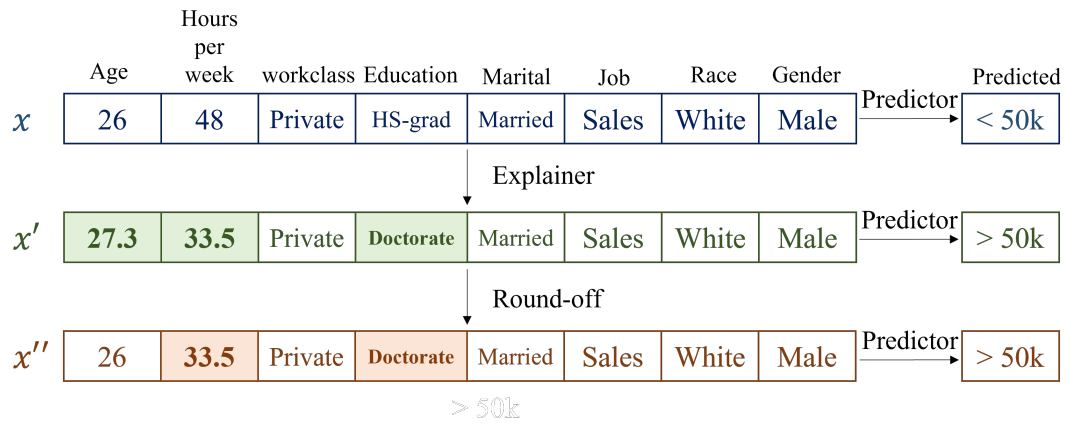 Hours
per
week
Age workclass Education Marital Job Race Gender Predicted
x 26 48 Private HS-grad Married Sales White Male Predictor < 50k
Explainer
x′ 27.3 33.5 Private Doctorate Married Sales White Male Predictor > 50k
Round-off
x′′ 26 33.5 Private Doctorate Married Sales White Male Predictor > 50k
> 50k